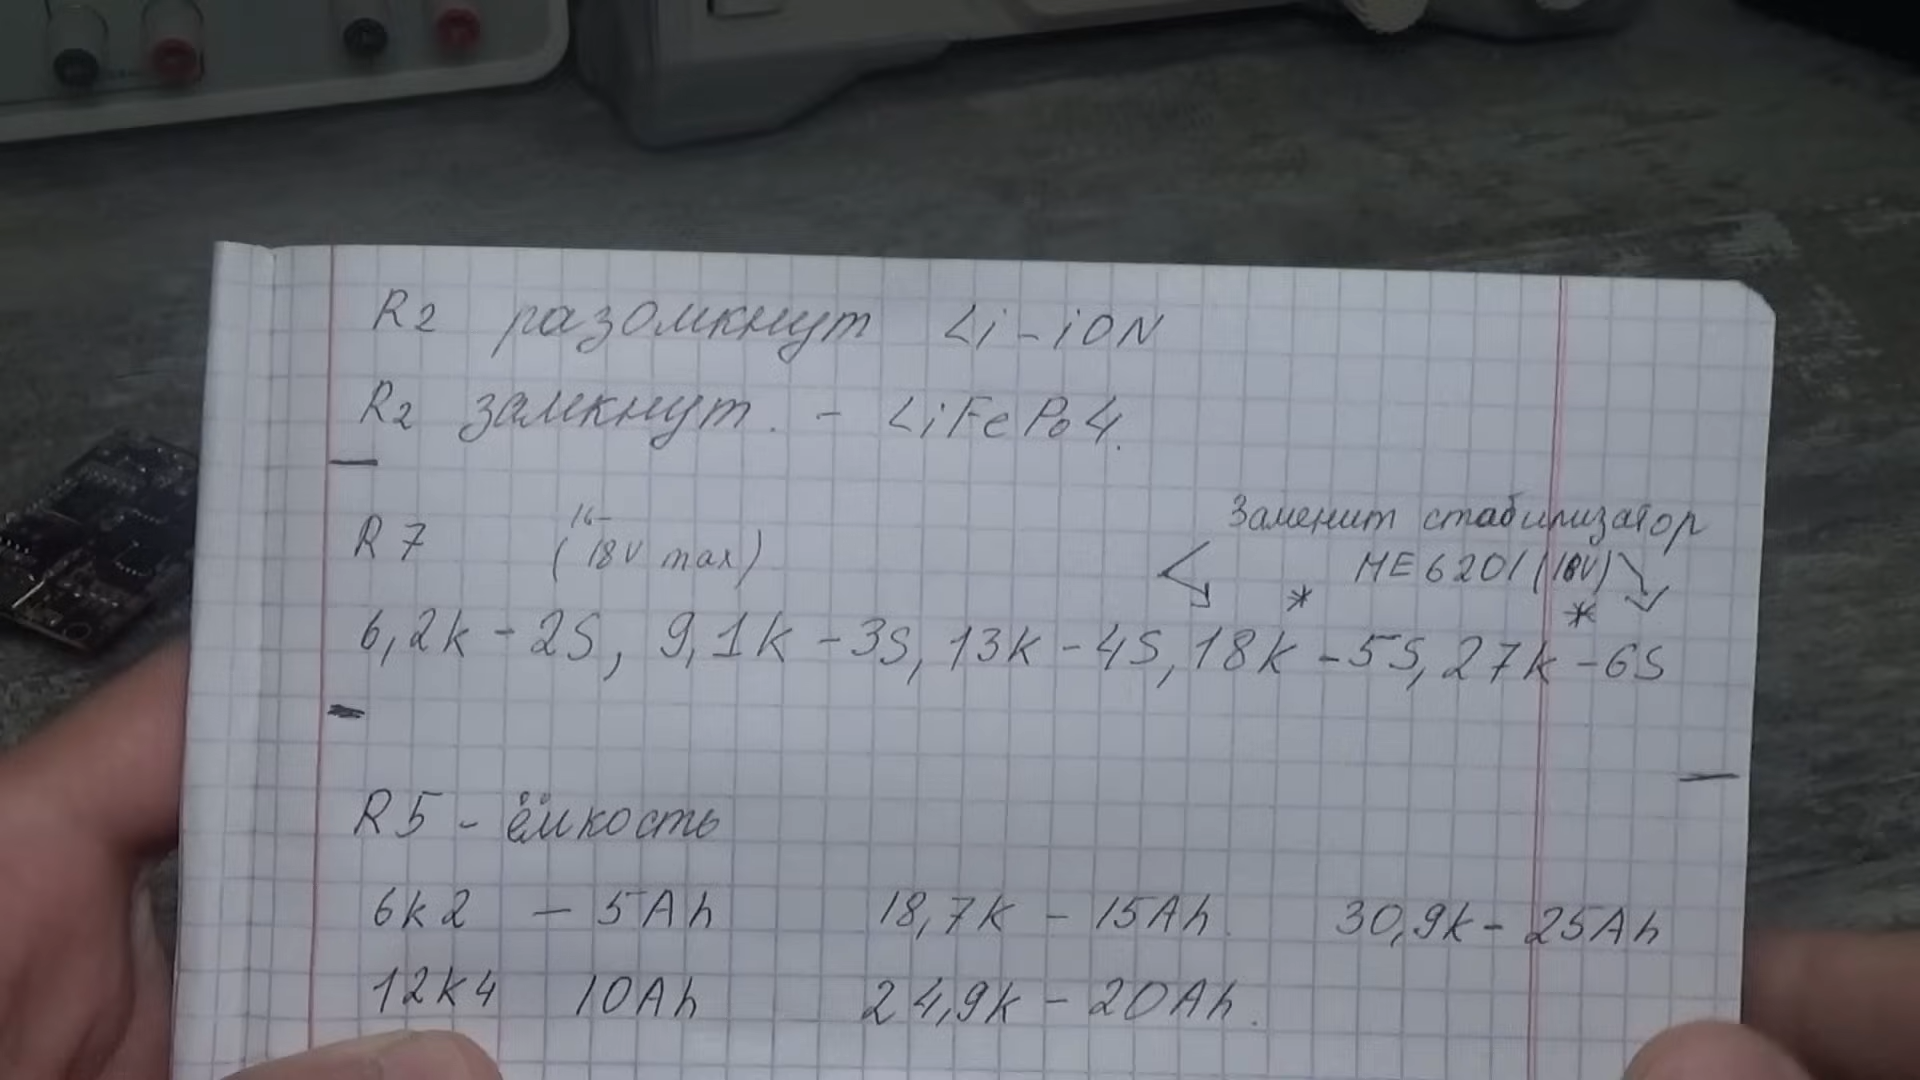 R2 разомкнут Li-iON
R2 замкнут. - LiFePo4.
Заменит стабилизатор
R7 (16-18V max) ME6201 (18V)
6,2k - 2S, 9,1k - 3S, 13k - 4S, 18k* - 5S, 27k* - 6S
R5 - ёмкость
6k2 - 5Ah 18,7k - 15Ah. 30,9k - 25Ah
12k4 10Ah 24,9k - 20Ah.